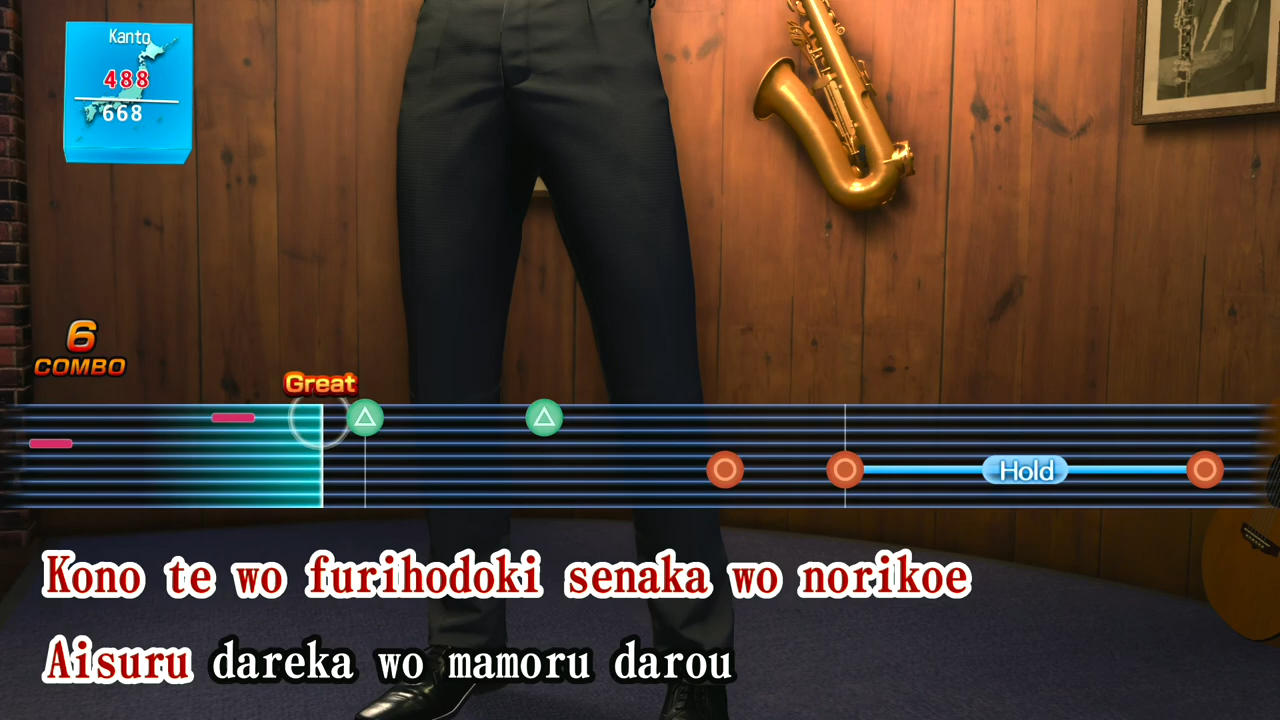 Kanto
488
668
6
COMBO
Great
Hold
Kono te wo furihodoki senaka wo norikoe
Aisuru dareka wo mamoru darou